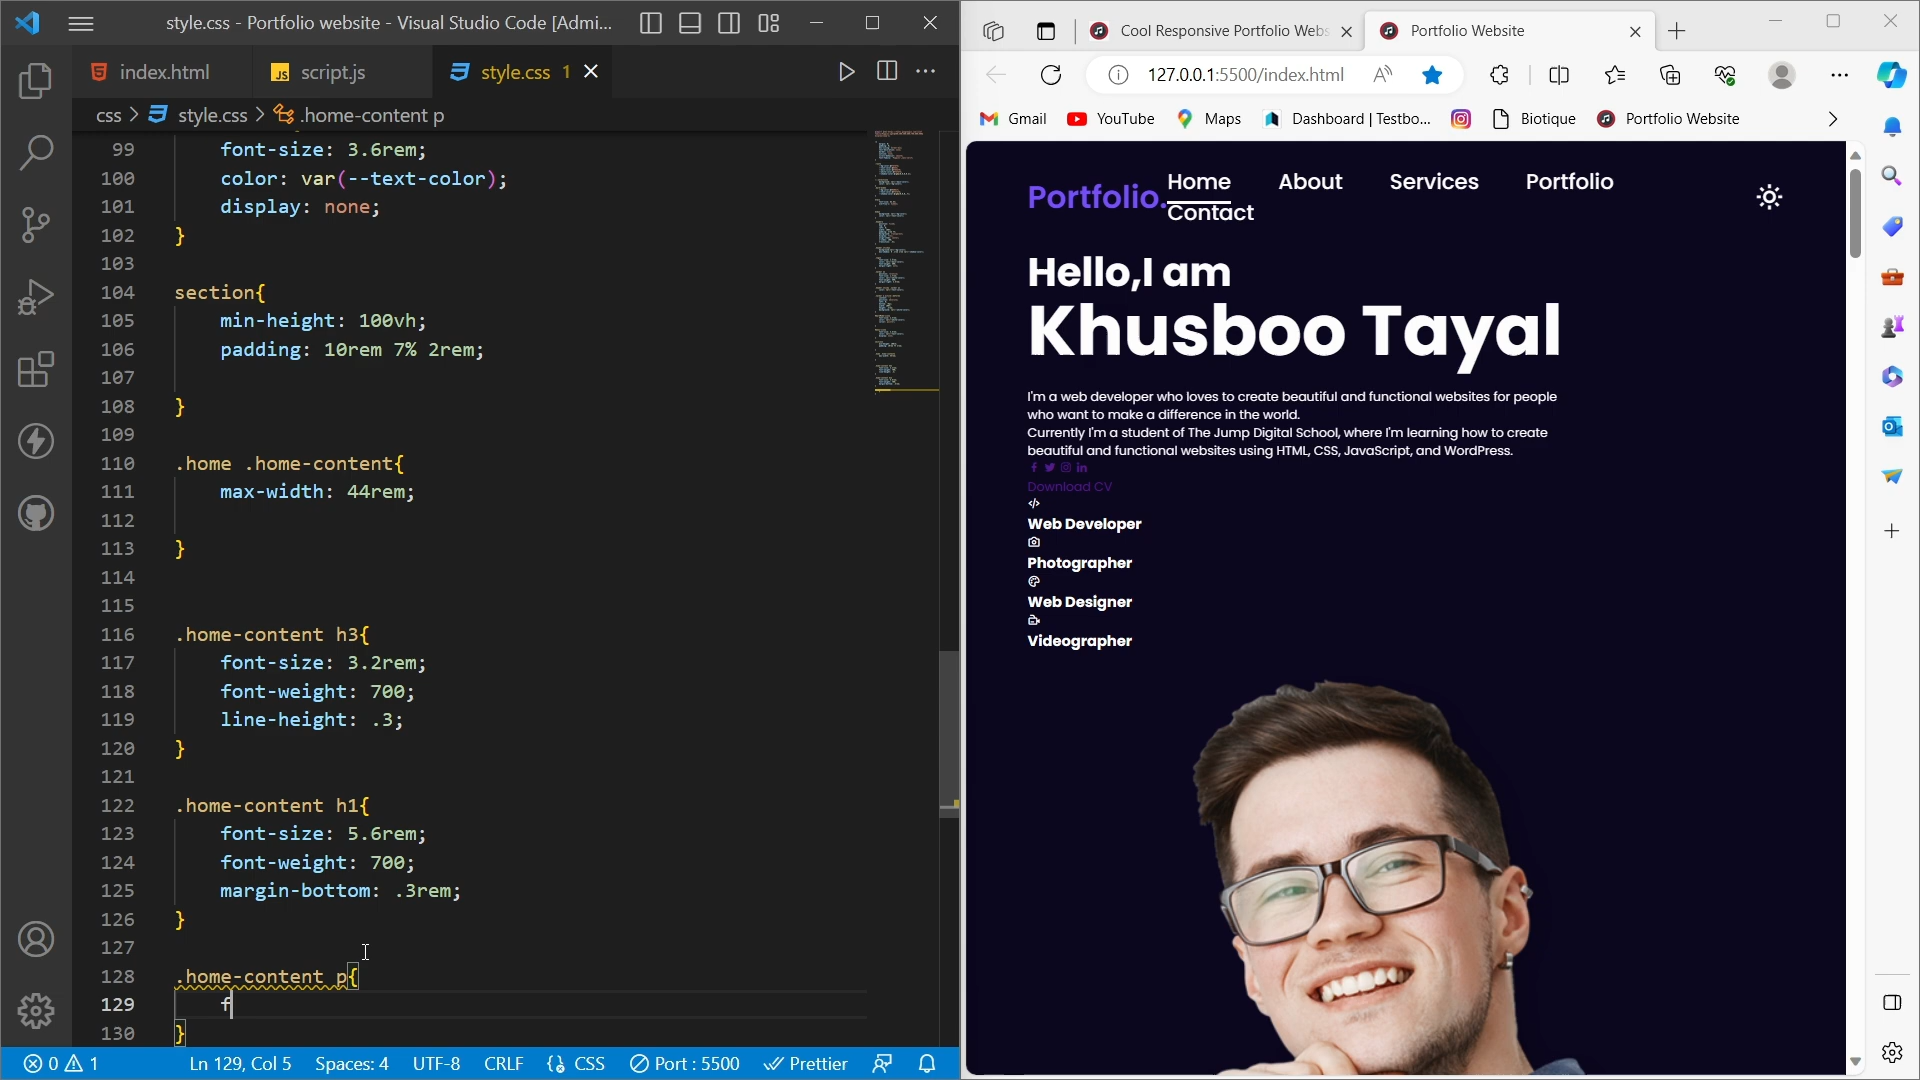 style.css - Portfolio website - Visual Studio Code [Admi...
index.html
JS script.js
style.css 1
css > style.css > .home-content p
99 font-size: 3.6rem;
100 color: var(--text-color);
101 display: none;
102 }
103
104 section{
105 min-height: 100vh;
106 padding: 10rem 7% 2rem;
107
108 }
109
110 .home .home-content{
111 max-width: 44rem;
112
113 }
114
115
116 .home-content h3{
117 font-size: 3.2rem;
118 font-weight: 700;
119 line-height: .3;
120 }
121
122 .home-content h1{
123 font-size: 5.6rem;
124 font-weight: 700;
125 margin-bottom: .3rem;
126 }
127
128 .home-content p{
129 f
130 }
0 1 Ln 129, Col 5 Spaces: 4 UTF-8 CRLF CSS Port : 5500 Prettier
Cool Responsive Portfolio Webs
Portfolio Website
127.0.0.1:5500/index.html
Gmail YouTube Maps Dashboard | Testbo... Biotique Portfolio Website
Portfolio.
Home About Services Portfolio
Contact
Hello,I am
Khusboo Tayal
I'm a web developer who loves to create beautiful and functional websites for people
who want to make a difference in the world.
Currently I'm a student of The Jump Digital School, where I'm learning how to create
beautiful and functional websites using HTML, CSS, JavaScript, and WordPress.
Download CV
Web Developer
Photographer
Web Designer
Videographer